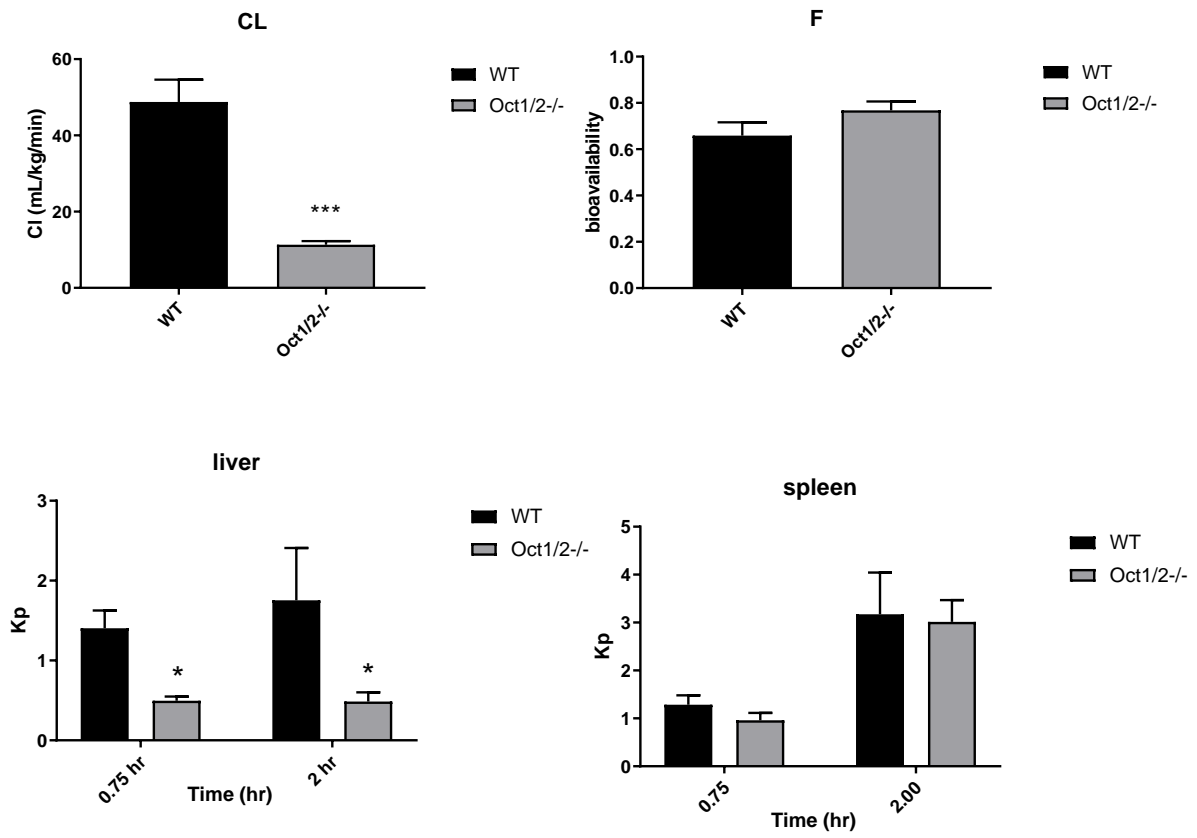 CL
Cl (mL/kg/min)
60
40
20
0
***
WT
Oct1/2-/-
WT
Oct1/2-/-
F
bioavailability
1.0
0.8
0.6
0.4
0.2
0.0
WT
Oct1/2-/-
WT
Oct1/2-/-
liver
Kp
3
2
1
0
*
*
0.75 hr
2 hr
Time (hr)
WT
Oct1/2-/-
spleen
Kp
5
4
3
2
1
0
0.75
2.00
Time (hr)
WT
Oct1/2-/-